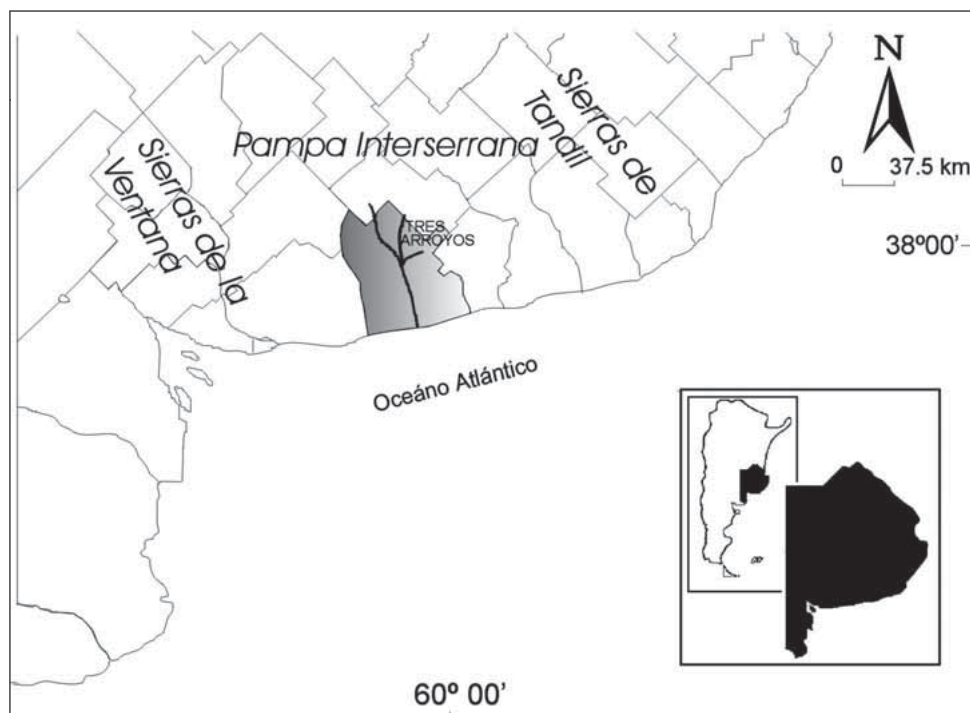 N
Sierras de
Tandil
Pampa Interserrana
0 37.5 km
Sierras de la
Ventana
TRES
ARROYOS
38º00'
Oceáno Atlántico
60º 00'